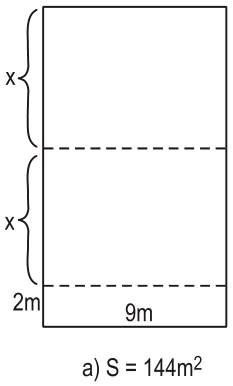 x
x
2m
9m
a) S = 144m²